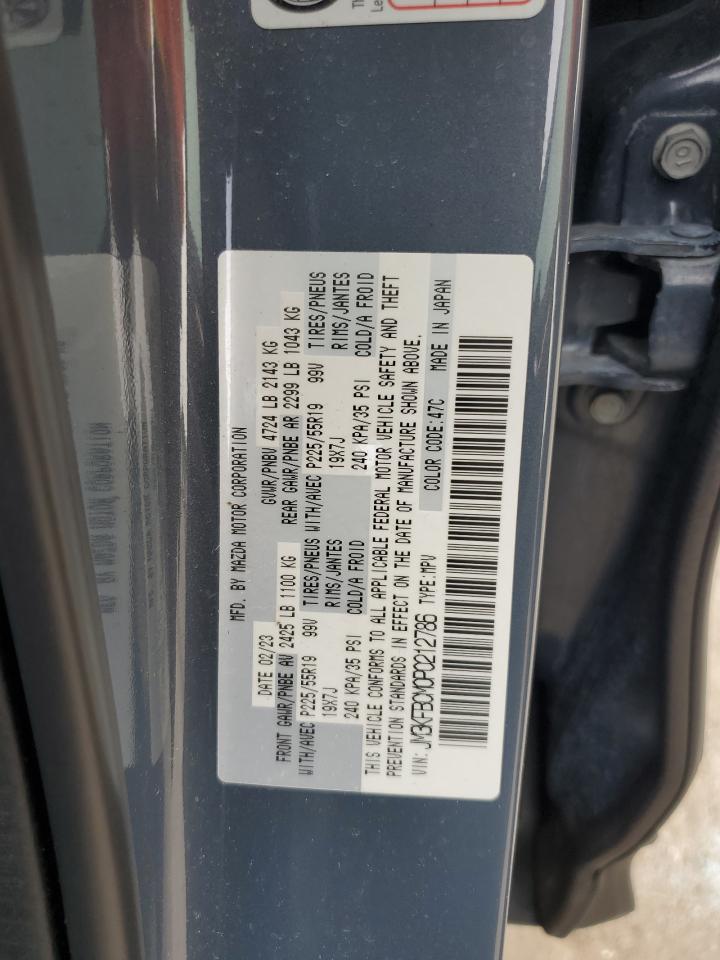 MFD. BY MAZDA MOTOR CORPORATION
DATE 02/23 GVWR/PNBV 4724 LB 2143 KG
FRONT GAWR/PNBE AV 2425 LB 1100 KG REAR GAWR/PNBE AR 2299 LB 1043 KG
WITH/AVEC P225/55R19 99V TIRES/PNEUS WITH/AVEC P225/55R19 99V TIRES/PNEUS
19X7J RIMS/JANTES 19X7J RIMS/JANTES
240 KPA/35 PSI COLD/A FROID 240 KPA/35 PSI COLD/A FROID
THIS VEHICLE CONFORMS TO ALL APPLICABLE FEDERAL MOTOR VEHICLE SAFETY AND THEFT
PREVENTION STANDARDS IN EFFECT ON THE DATE OF MANUFACTURE SHOWN ABOVE.
VIN: JM3KFBCM0P0212786 TYPE:MPV COLOR CODE:47C MADE IN JAPAN
10